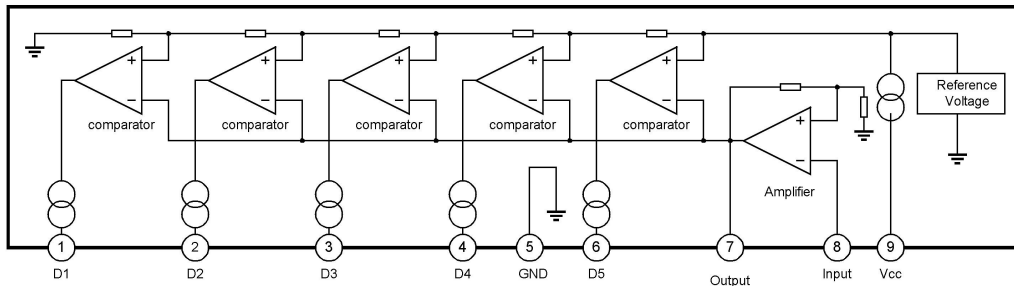 + + + + + Reference
Voltage
− − − − −
comparator comparator comparator comparator comparator
+
−
Amplifier
1 2 3 4 5 6 7 8 9
D1 D2 D3 D4 GND D5 Output Input Vcc